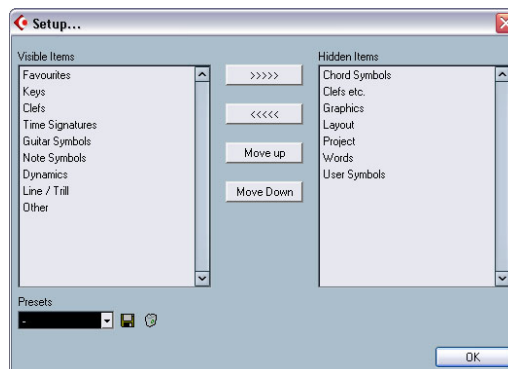 Setup...
Visible Items
Favourites
Keys
Clefs
Time Signatures
Guitar Symbols
Note Symbols
Dynamics
Line / Trill
Other
>>>>>
<<<<<
Move up
Move Down
Hidden Items
Chord Symbols
Clefs etc.
Graphics
Layout
Project
Words
User Symbols
Presets
-
OK